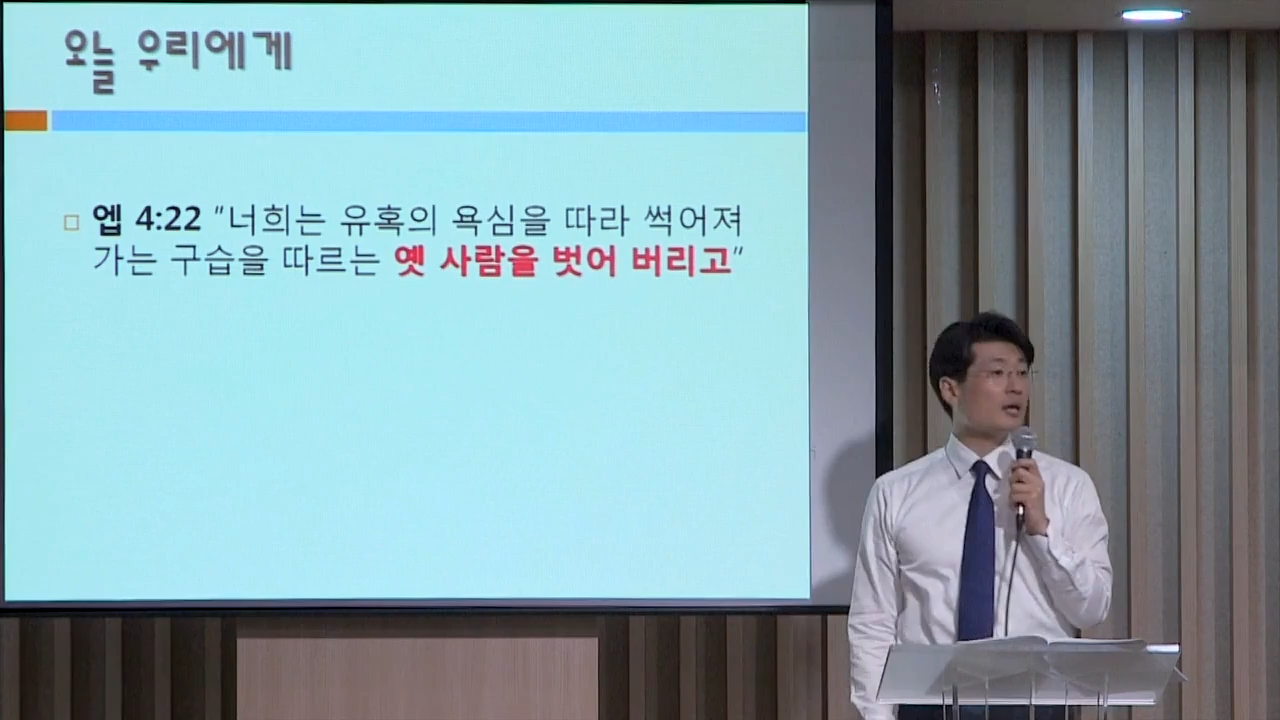 오늘 우리에게
엡 4:22 "너희는 유혹의 욕심을 따라 썩어져
가는 구습을 따르는 옛 사람을 벗어 버리고"